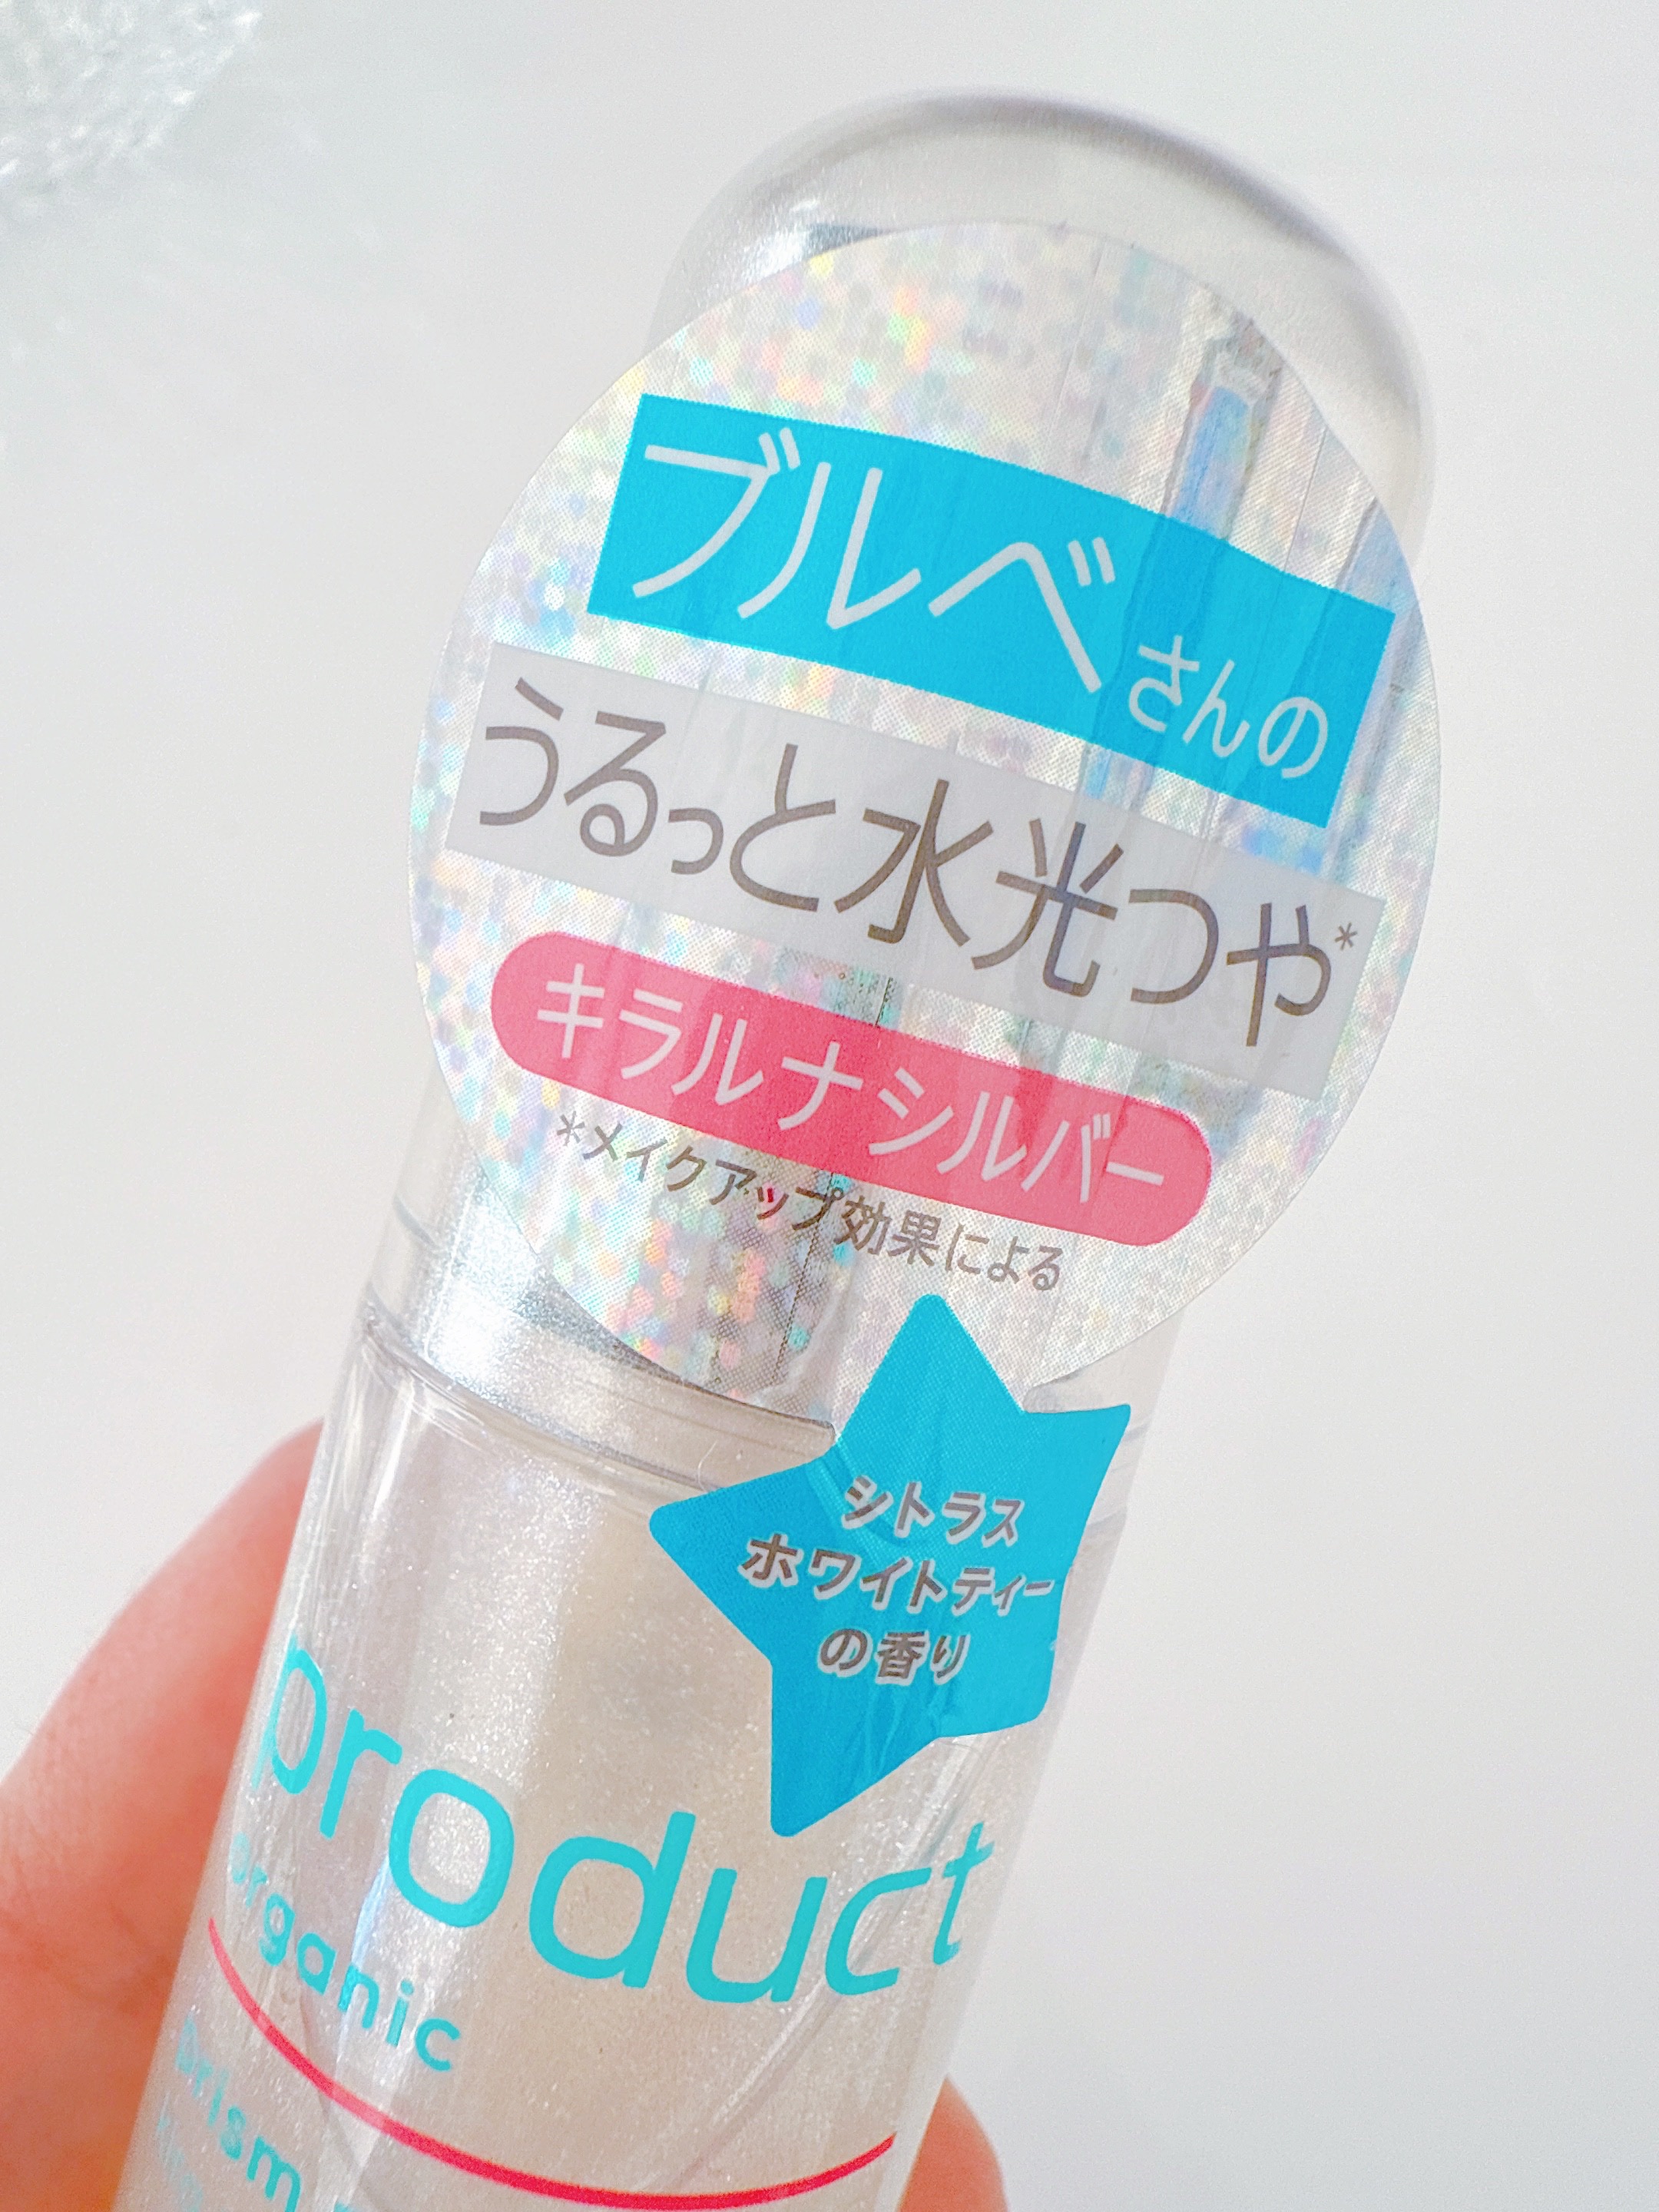 ブルベさんの
うるっと水光つや*
キラルナシルバー
*メイクアップ効果による
シトラス
ホワイトティー
の香り
product
organic
Prism